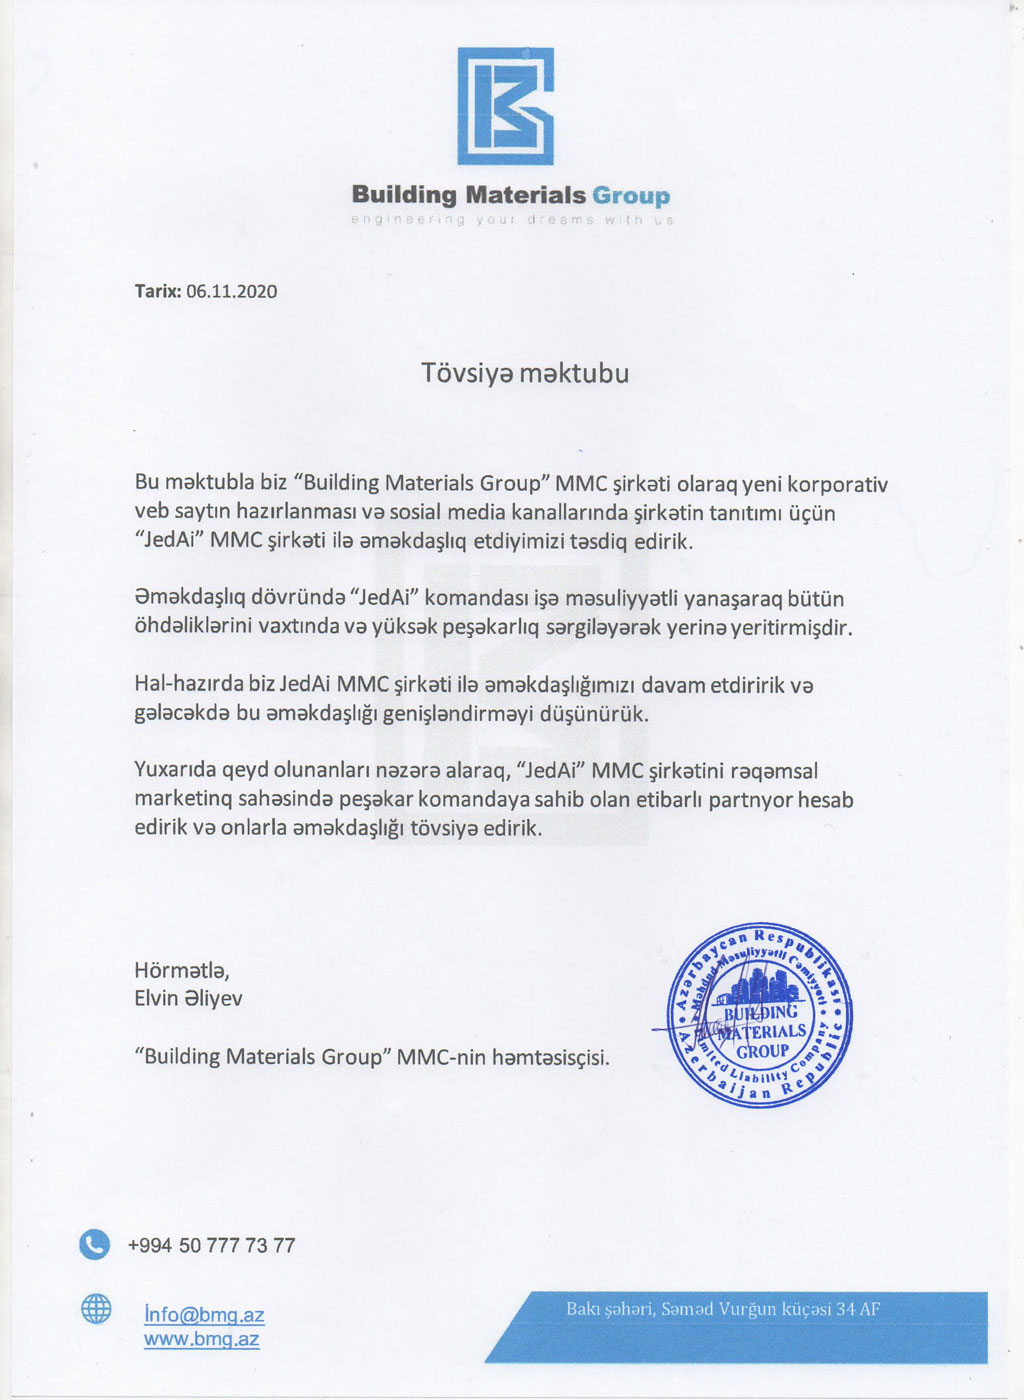 Building Materials Group
engineering your dreams with us
Tarix: 06.11.2020
Tövsiyə məktubu
Bu məktubla biz “Building Materials Group” MMC şirkəti olaraq yeni korporativ
veb saytın hazırlanması və sosial media kanallarında şirkətin tanıtımı üçün
“JedAi” MMC şirkəti ilə əməkdaşlıq etdiyimizi təsdiq edirik.
Əməkdaşlıq dövründə “JedAi” komandası işə məsuliyyətli yanaşaraq bütün
öhdəliklərini vaxtında və yüksək peşəkarlıq sərgiləyərək yerinə yeritirmişdir.
Hal-hazırda biz JedAi MMC şirkəti ilə əməkdaşlığımızı davam etdiririk və
gələcəkdə bu əməkdaşlığı genişləndirməyi düşünürük.
Yuxarıda qeyd olunanları nəzərə alaraq, “JedAi” MMC şirkətini rəqəmsal
marketinq sahəsində peşəkar komandaya sahib olan etibarlı partnyor hesab
edirik və onlarla əməkdaşlığı tövsiyə edirik.
Hörmətlə,
Elvin Əliyev
“Building Materials Group” MMC-nin həmtəsisçisi.
Azərbaycan Respublikası
Məhdud Məsuliyyətli Cəmiyyəti
BUILDING
MATERIALS
GROUP
Limited Liability Company
Azerbaijan Republic
+994 50 777 73 77
İnfo@bmg.az
www.bmg.az
Bakı şəhəri, Səməd Vurğun küçəsi 34 AF